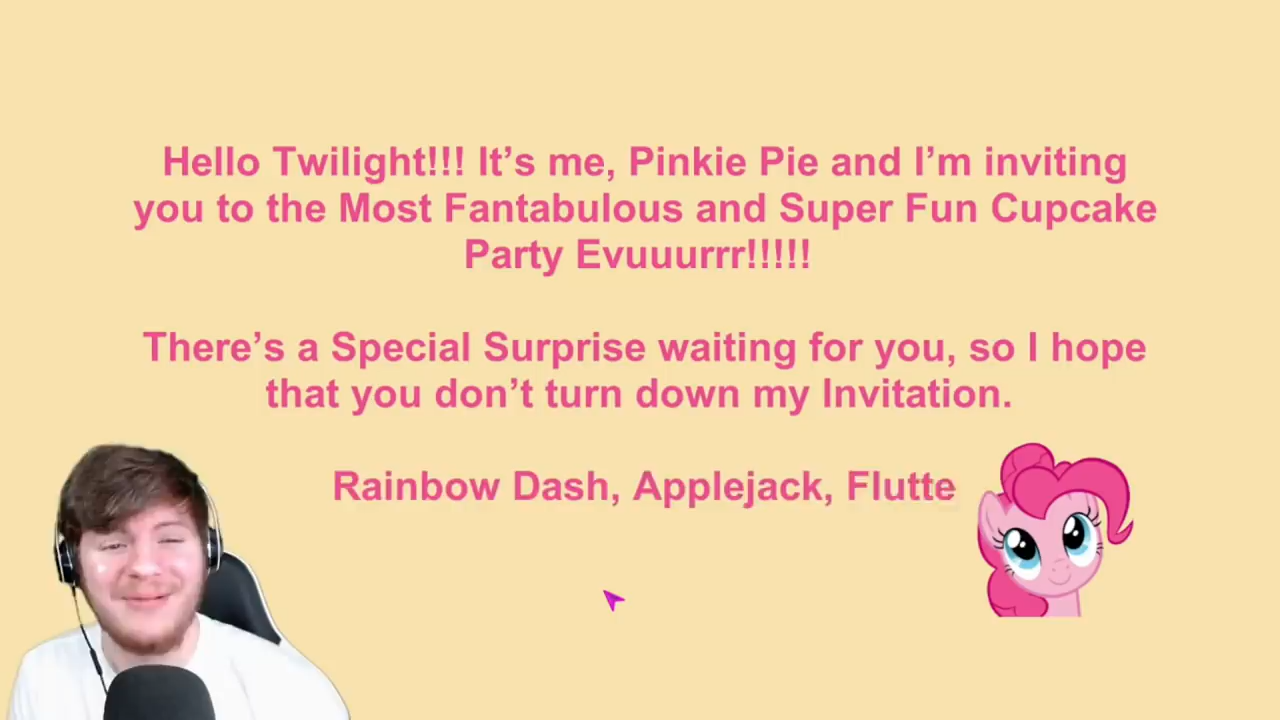 Hello Twilight!!! It’s me, Pinkie Pie and I’m inviting
you to the Most Fantabulous and Super Fun Cupcake
Party Evuuurrr!!!!!
There’s a Special Surprise waiting for you, so I hope
that you don’t turn down my Invitation.
Rainbow Dash, Applejack, Flutte